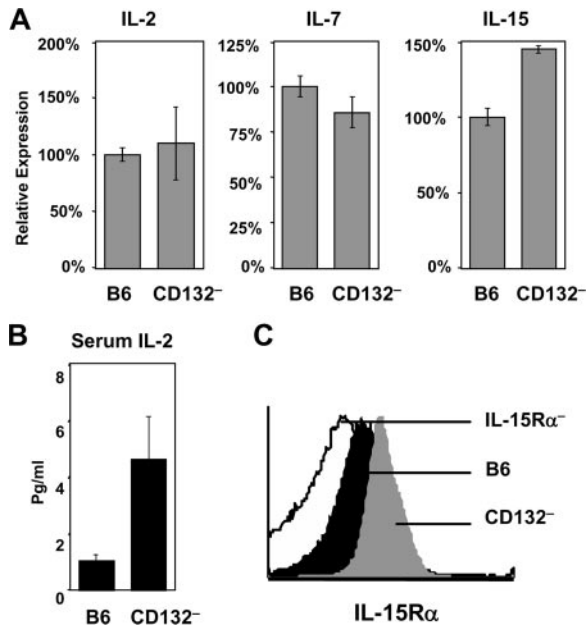 A
IL-2
IL-7
IL-15
Relative Expression
200%
150%
100%
50%
0%
B6 CD132⁻
125%
100%
75%
50%
25%
0%
B6 CD132⁻
150%
100%
50%
0%
B6 CD132⁻
B
Serum IL-2
Pg/ml
8
6
4
2
0
B6 CD132⁻
C
IL-15Rα⁻
B6
CD132⁻
IL-15Rα